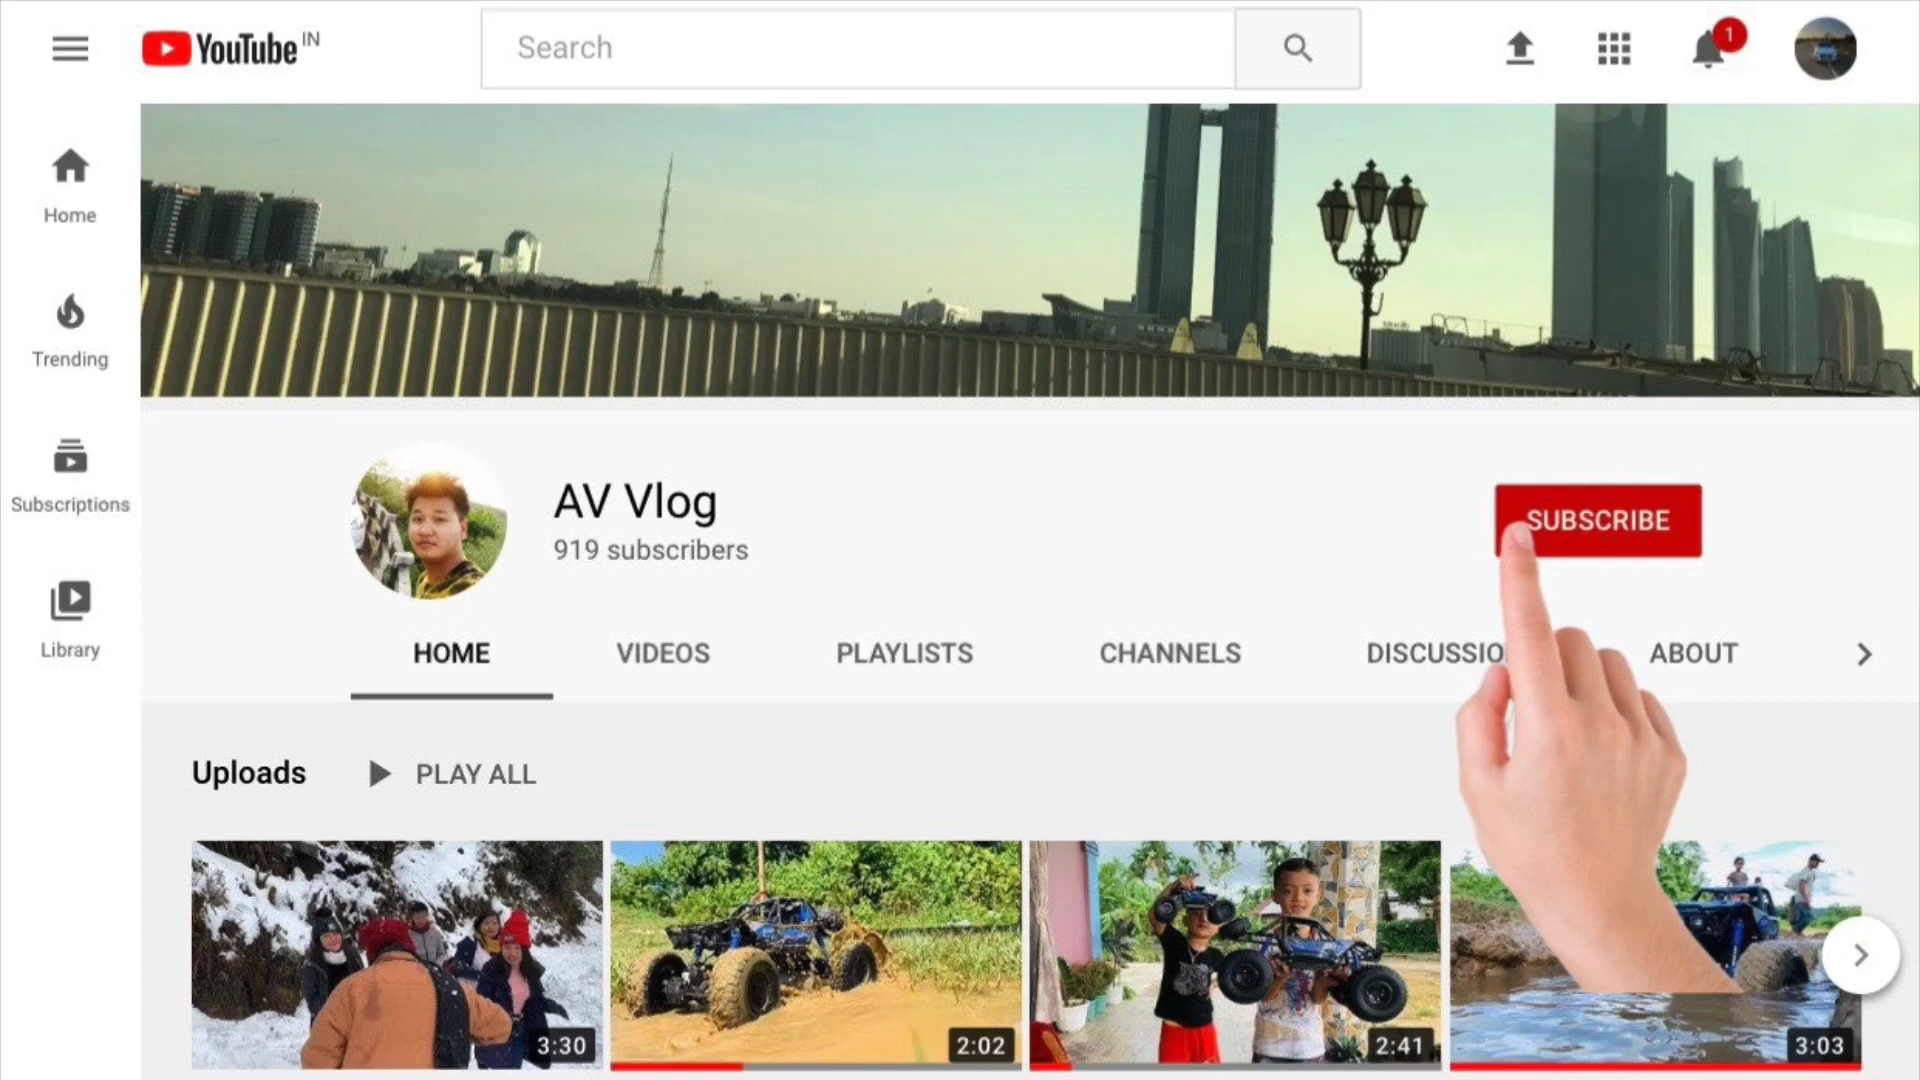 YouTube IN
Search
1
Home
Trending
Subscriptions
Library
AV Vlog
919 subscribers
SUBSCRIBE
HOME
VIDEOS
PLAYLISTS
CHANNELS
DISCUSSIO
ABOUT
Uploads
PLAY ALL
3:30
2:02
2:41
3:03